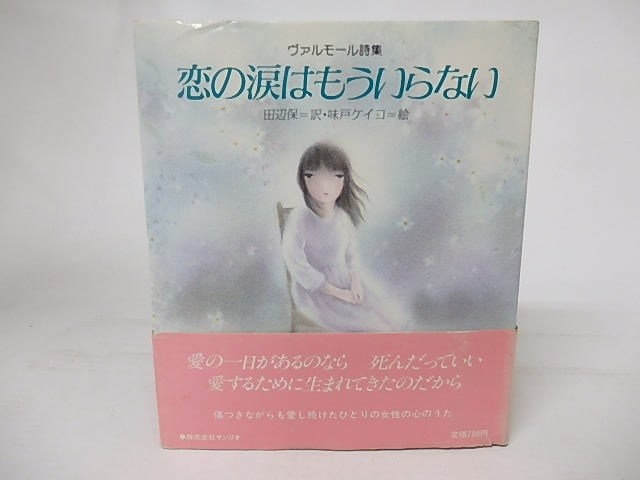 ヴァルモール詩集
恋の涙はもういらない
田辺保＝訳・味戸ケイコ＝絵
愛の一日があるのなら　死んだっていい
愛するために生まれてきたのだから
傷つきながらも愛し続けたひとりの女性の心のうた
●株式会社サンリオ
定価780円